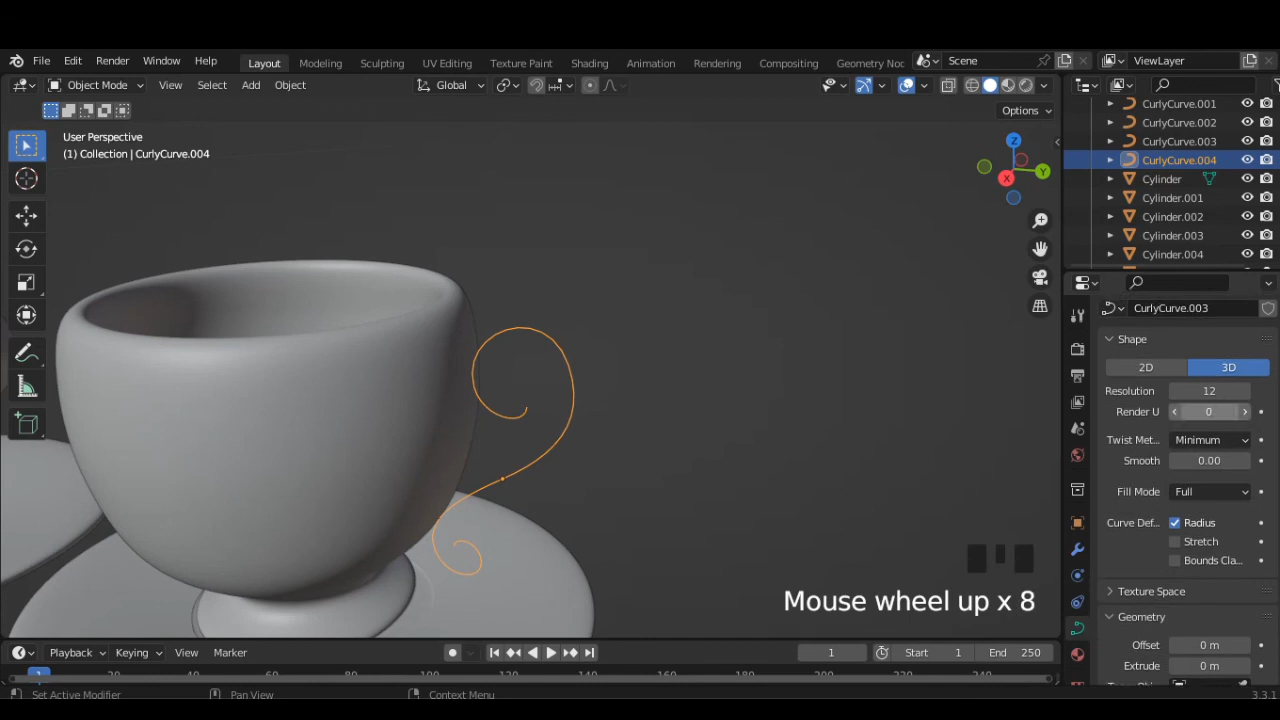 File Edit Render Window Help Layout Modeling Sculpting UV Editing Texture Paint Shading Animation Rendering Compositing Geometry Noc Scene ViewLayer
Object Mode View Select Add Object Global
Options
User Perspective
(1) Collection | CurlyCurve.004
Z
Y
X
CurlyCurve.001
CurlyCurve.002
CurlyCurve.003
CurlyCurve.004
Cylinder
Cylinder.001
Cylinder.002
Cylinder.003
Cylinder.004
CurlyCurve.003
Shape
2D 3D
Resolution 12
Render U 0
Twist Met... Minimum
Smooth 0.00
Fill Mode Full
Curve Def... Radius
Stretch
Bounds Cla...
Texture Space
Geometry
Offset 0 m
Extrude 0 m
Mouse wheel up x 8
Playback Keying View Marker 1 Start 1 End 250
1
Set Active Modifier Pan View Context Menu 3.3.1